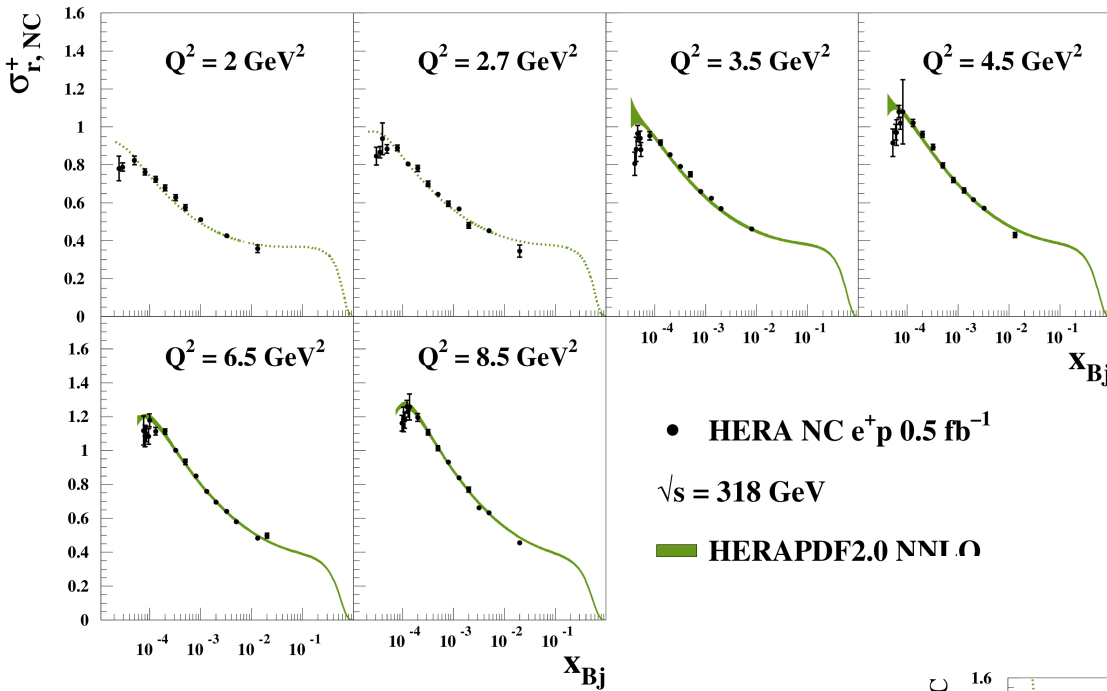 σ⁺r, NC
1.6
1.4
1.2
1
0.8
0.6
0.4
0.2
0
Q² = 2 GeV²
Q² = 2.7 GeV²
Q² = 3.5 GeV²
Q² = 4.5 GeV²
10⁻⁴ 10⁻³ 10⁻² 10⁻¹
10⁻⁴ 10⁻³ 10⁻² 10⁻¹
xBj
1.6
1.4
1.2
1
0.8
0.6
0.4
0.2
0
Q² = 6.5 GeV²
Q² = 8.5 GeV²
10⁻⁴ 10⁻³ 10⁻² 10⁻¹
10⁻⁴ 10⁻³ 10⁻² 10⁻¹
xBj
HERA NC e⁺p 0.5 fb⁻¹
√s = 318 GeV
HERAPDF2.0 NNLO
C
1.6